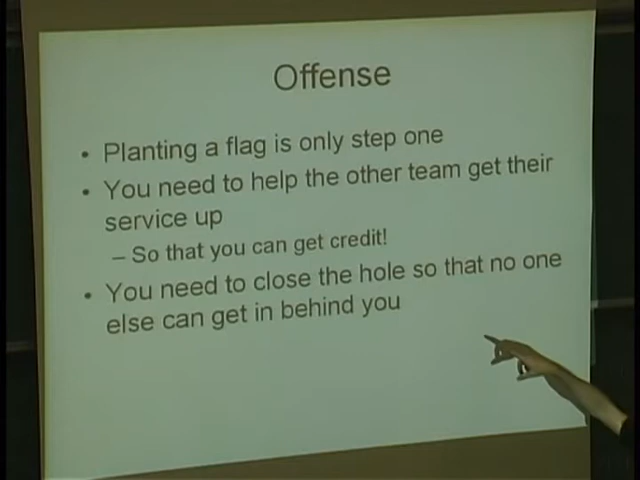 Offense
• Planting a flag is only step one
• You need to help the other team get their
service up
– So that you can get credit!
• You need to close the hole so that no one
else can get in behind you